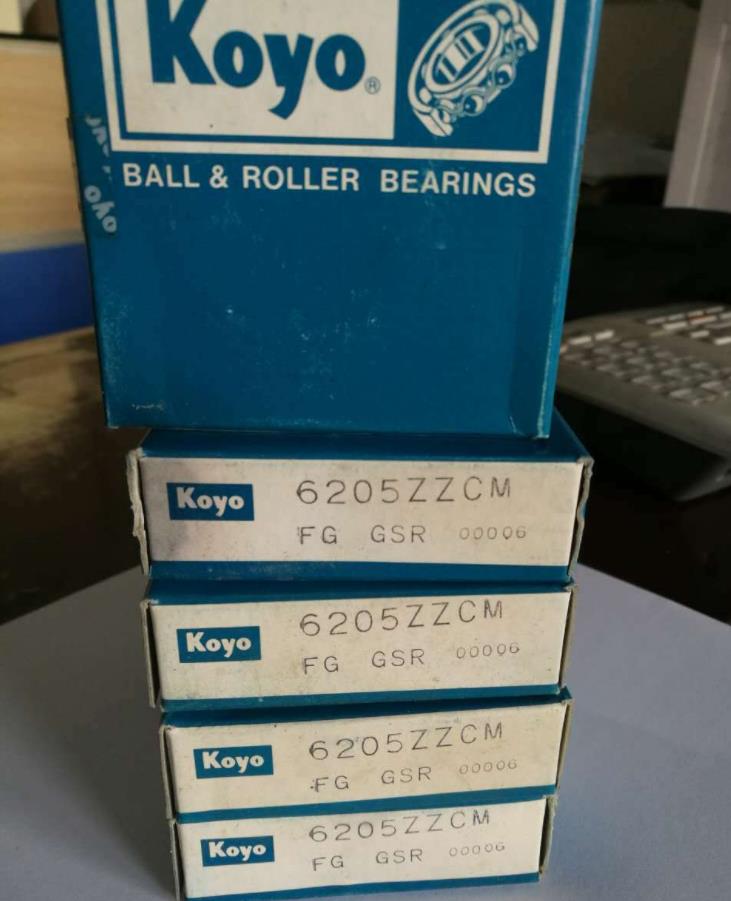 Koyo®
BALL & ROLLER BEARINGS
Koyo 6205ZZCM
FG GSR 00006
Koyo 6205ZZCM
FG GSR 00006
Koyo 6205ZZCM
FG GSR 00006
Koyo 6205ZZCM
FG GSR 00006